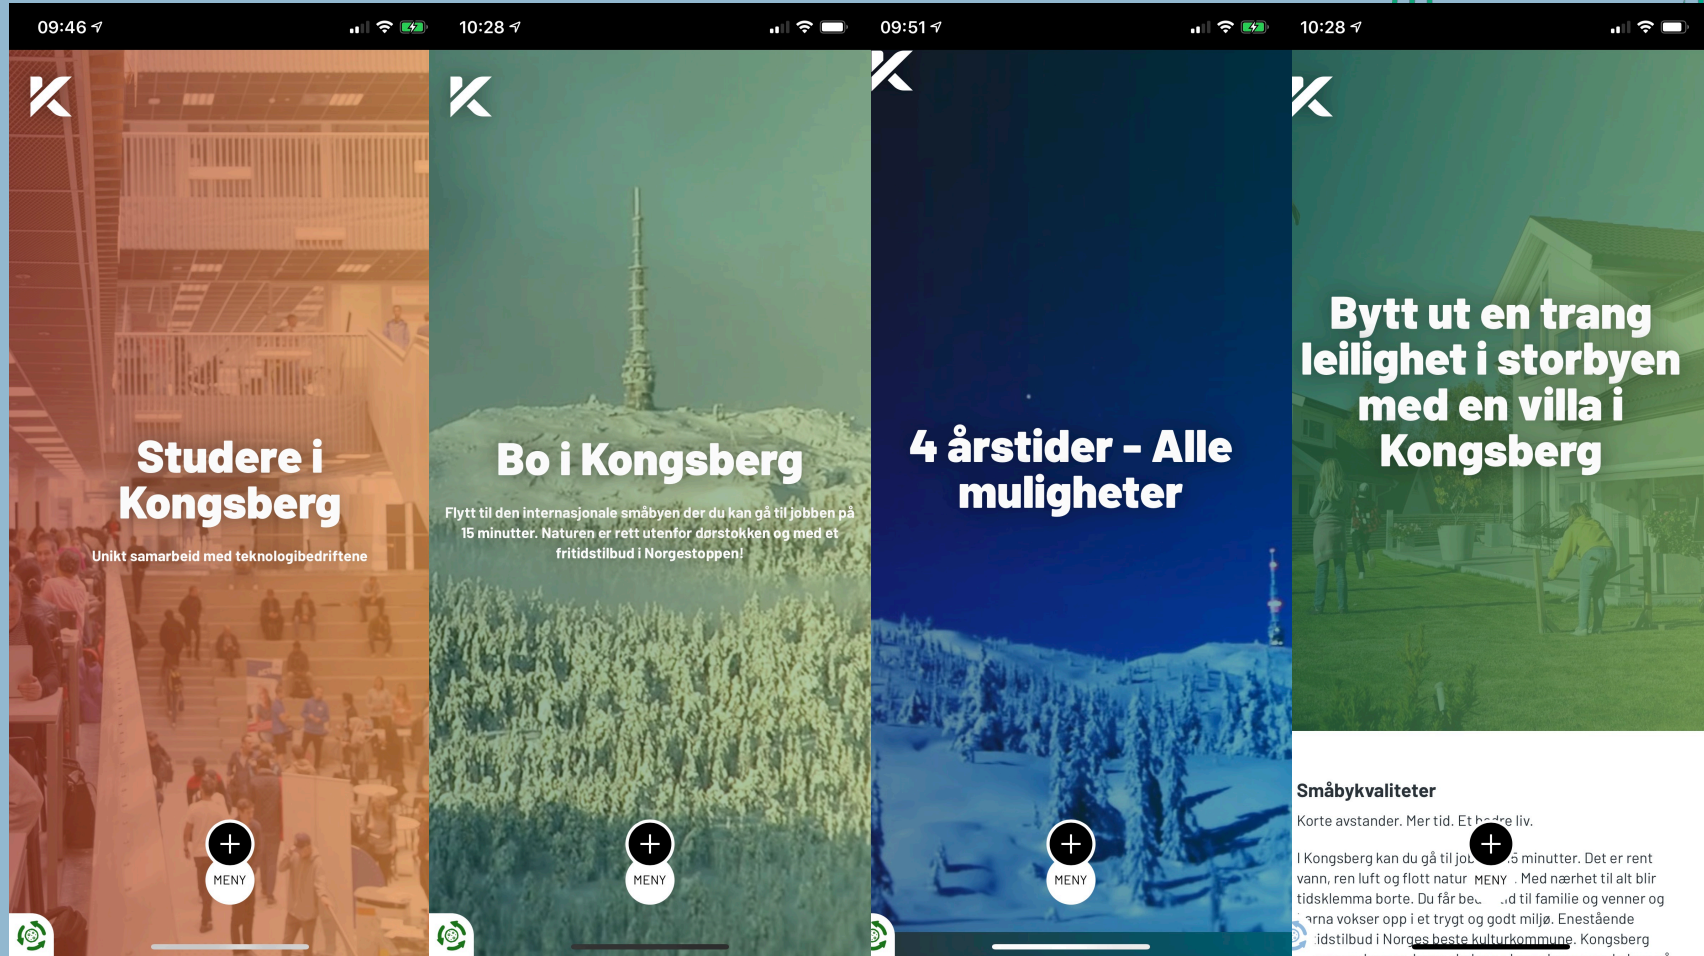 09:46
Studere i
Kongsberg
Unikt samarbeid med teknologibedriftene
MENY
10:28
Bo i Kongsberg
Flytt til den internasjonale småbyen der du kan gå til jobben på
15 minutter. Naturen er rett utenfor dørstokken og med et
fritidstilbud i Norgestoppen!
MENY
09:51
4 årstider - Alle
muligheter
MENY
10:28
Bytt ut en trang
leilighet i storbyen
med en villa i
Kongsberg
Småbykvaliteter
Korte avstander. Mer tid. Et bedre liv.
I Kongsberg kan du gå til minutter. Det er rent
vann, ren luft og flott natur . Med nærhet til alt blir
MENY
tidsklemma borte. Du får til familie og venner og
vokser opp i et trygt og godt miljø. Enestående
i Norges beste kulturkommune. Kongsberg